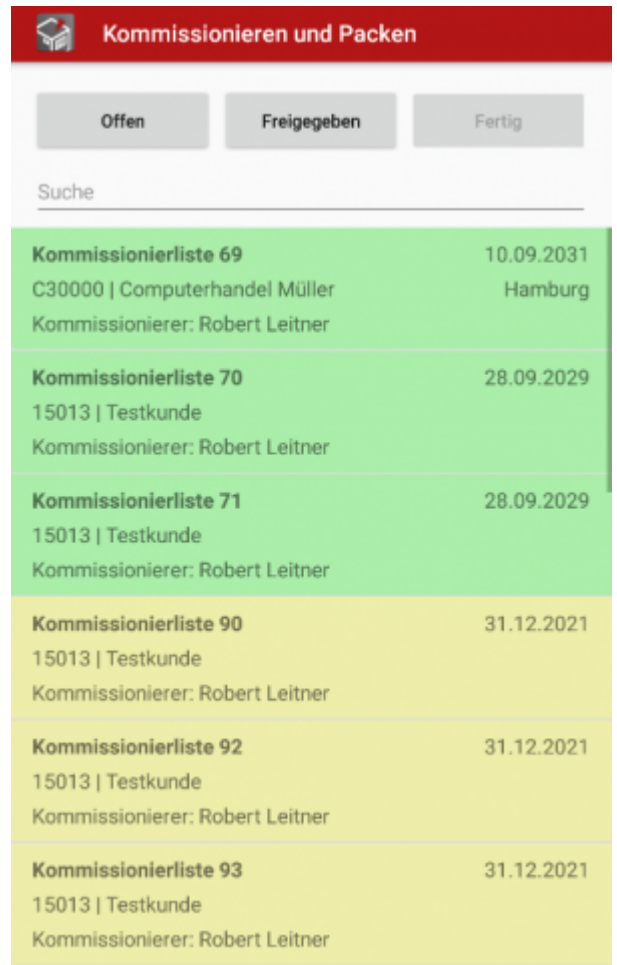 Kommissionieren und Packen
Offen Freigegeben Fertig
Suche
Kommissionierliste 69 10.09.2031
C30000 | Computerhandel Müller Hamburg
Kommissionierer: Robert Leitner
Kommissionierliste 70 28.09.2029
15013 | Testkunde
Kommissionierer: Robert Leitner
Kommissionierliste 71 28.09.2029
15013 | Testkunde
Kommissionierer: Robert Leitner
Kommissionierliste 90 31.12.2021
15013 | Testkunde
Kommissionierer: Robert Leitner
Kommissionierliste 92 31.12.2021
15013 | Testkunde
Kommissionierer: Robert Leitner
Kommissionierliste 93 31.12.2021
15013 | Testkunde
Kommissionierer: Robert Leitner